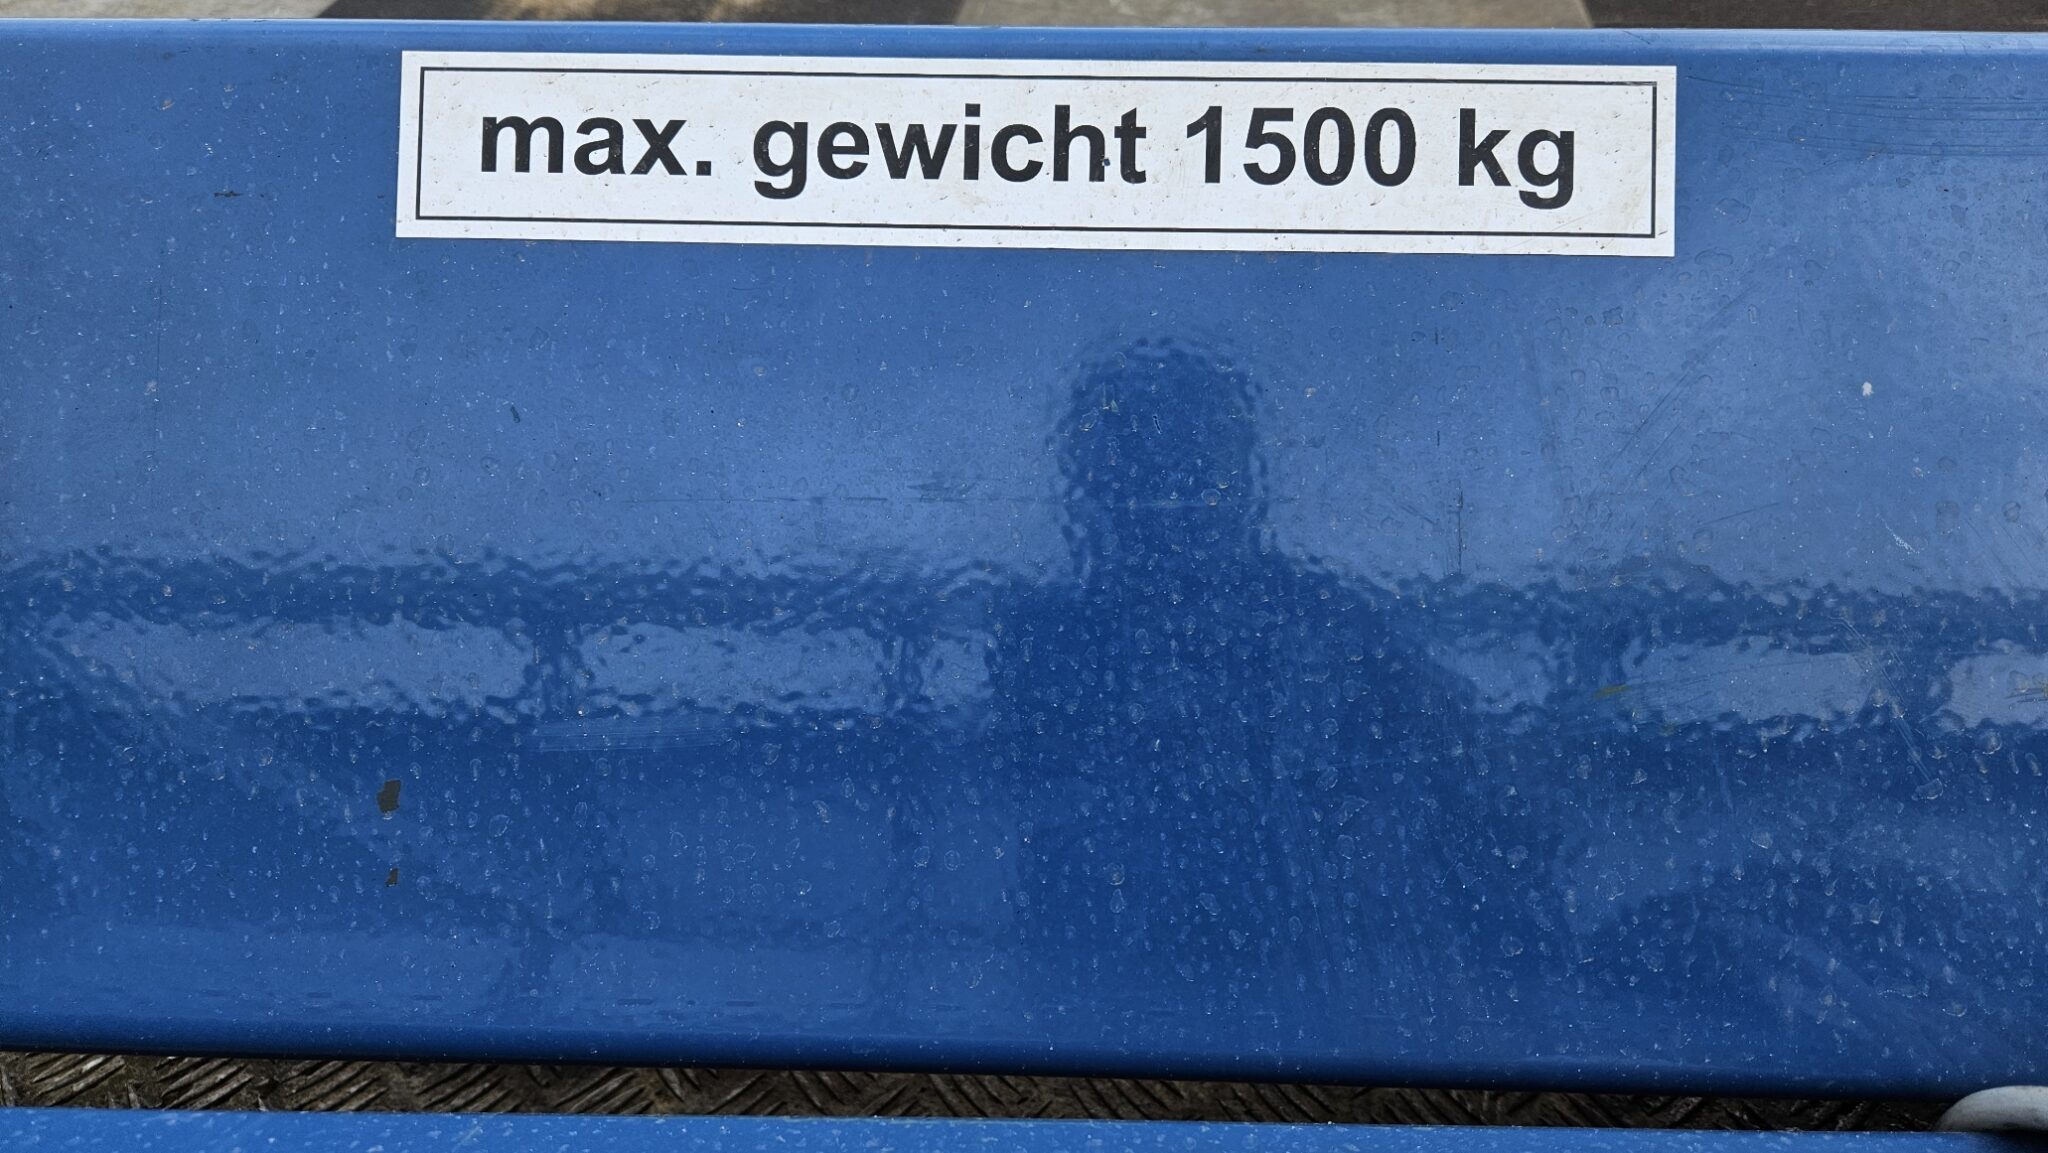 max. gewicht 1500 kg